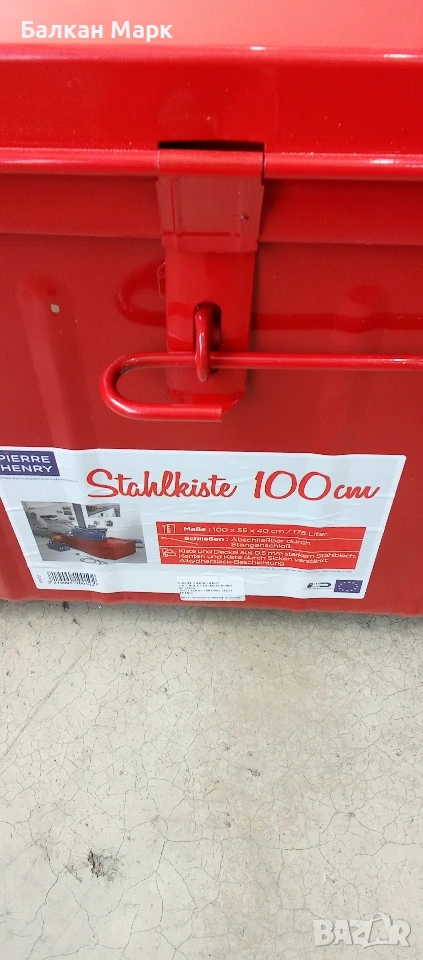 Балкан Марк
PIERRE
HENRY
Stahlkiste 100cm
Maße : 100 x 55 x 40 cm / 175 Liter.
Schließen : Abschließbar durch
Stangenschloß.
Kiste und Deckel aus 0.5 mm starkem Stahlblech.
Kanten und Kiste durch Sicken verstärkt.
Alkydharzlack-Beschichtung.
BAZAR